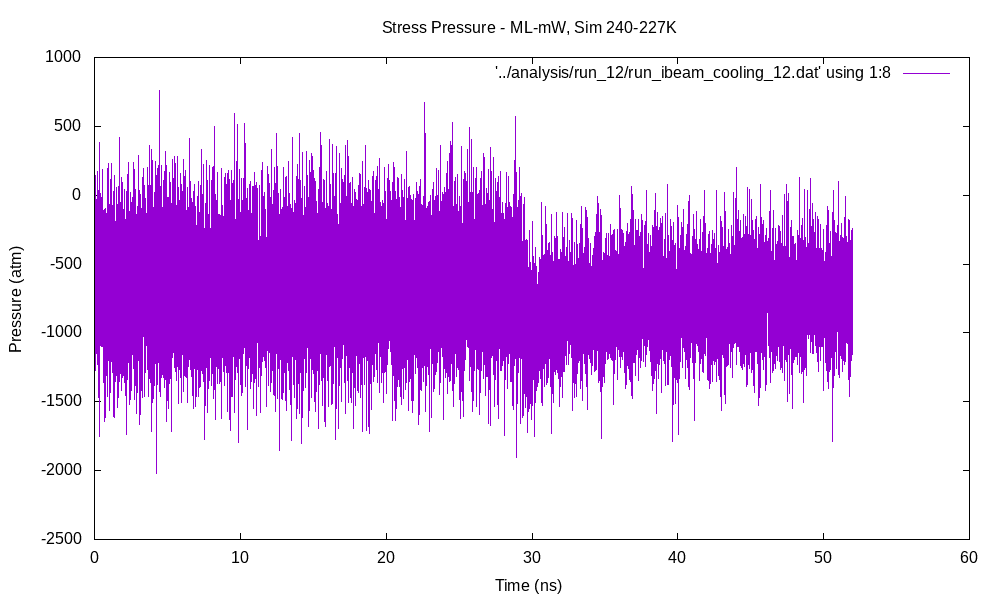 Stress Pressure - ML-mW, Sim 240-227K
'../analysis/run_12/run_ibeam_cooling_12.dat' using 1:8
1000
500
0
-500
-1000
-1500
-2000
-2500
Pressure (atm)
0 10 20 30 40 50 60
Time (ns)